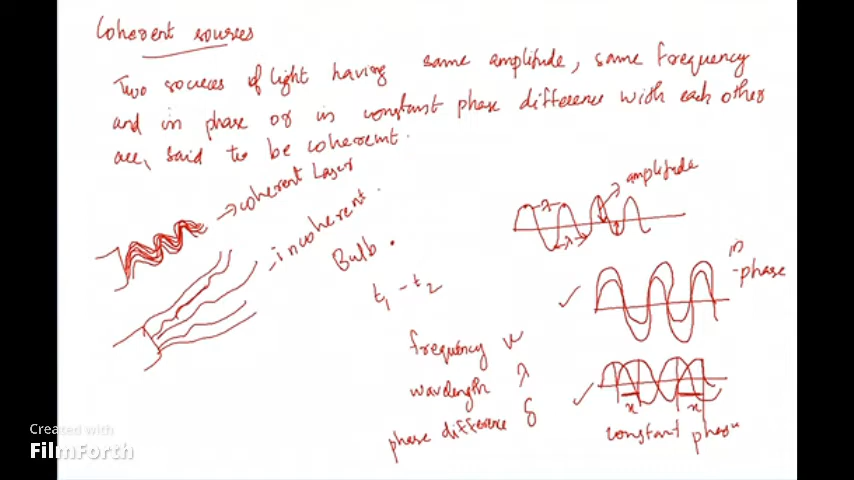 Coherent sources
Two sources of light having same amplitude, same frequency
and in phase or in constant phase difference with each other
are, said to be coherent.
coherent Laser
incoherent.
Bulb.
t1 - t2
amplitude
λ
λ
in
-phase
frequency ν
wavelength λ
phase difference δ
x
x
constant phase
Created with
FilmForth